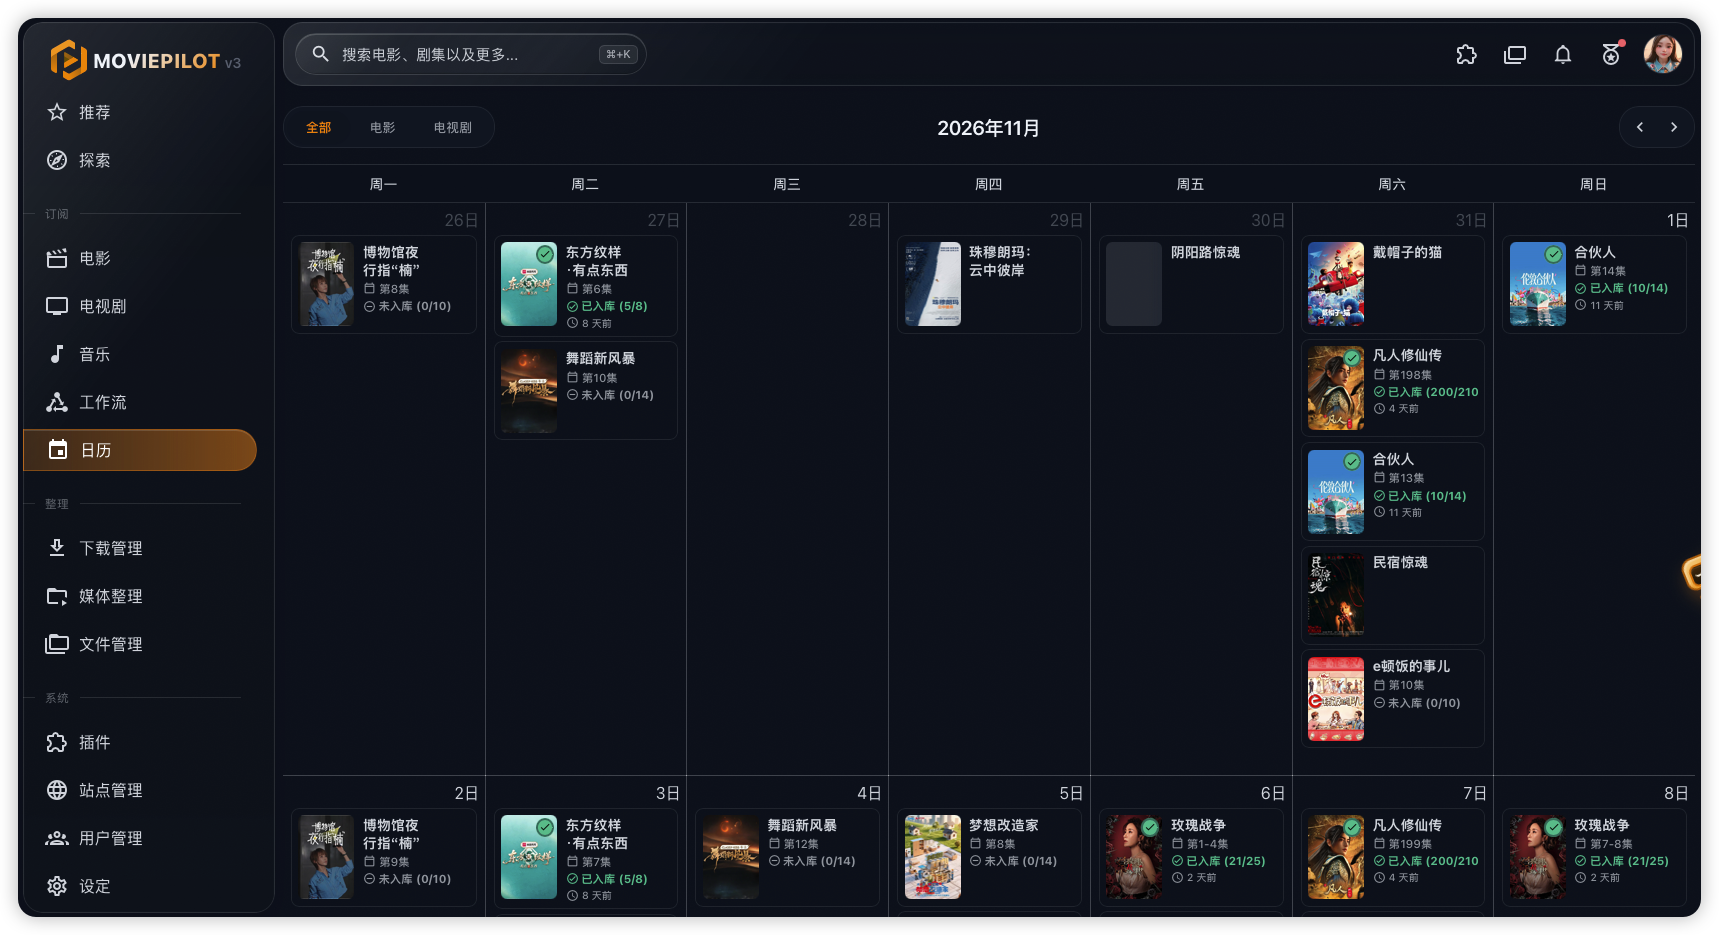 MOVIEPILOT v3
搜索电影、剧集以及更多...
⌘+K
推荐
探索
订阅
电影
电视剧
音乐
工作流
日历
整理
下载管理
媒体整理
文件管理
系统
插件
站点管理
用户管理
设定
全部
电影
电视剧
2026年11月
周一
周二
周三
周四
周五
周六
周日
26日
博物馆夜
行指“楠”
第8集
未入库 (0/10)
27日
东方纹样
·有点东西
第6集
已入库 (5/8)
8 天前
舞蹈新风暴
第10集
未入库 (0/14)
28日
29日
珠穆朗玛:
云中彼岸
30日
阴阳路惊魂
31日
戴帽子的猫
凡人修仙传
第198集
已入库 (200/210
4 天前
合伙人
第13集
已入库 (10/14)
11 天前
民宿惊魂
e顿饭的事儿
第10集
未入库 (0/10)
1日
合伙人
第14集
已入库 (10/14)
11 天前
2日
博物馆夜
行指“楠”
第9集
未入库 (0/10)
3日
东方纹样
·有点东西
第7集
已入库 (5/8)
8 天前
4日
舞蹈新风暴
第12集
未入库 (0/14)
5日
梦想改造家
第8集
未入库 (0/14)
6日
玫瑰战争
第1-4集
已入库 (21/25)
2 天前
7日
凡人修仙传
第199集
已入库 (200/210
4 天前
8日
玫瑰战争
第7-8集
已入库 (21/25)
2 天前